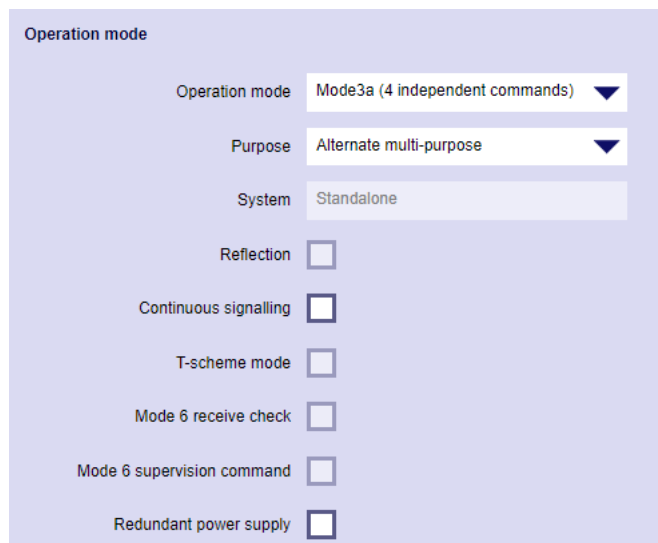 Operation mode
Operation mode Mode3a (4 independent commands)
Purpose Alternate multi-purpose
System Standalone
Reflection
Continuous signalling
T-scheme mode
Mode 6 receive check
Mode 6 supervision command
Redundant power supply